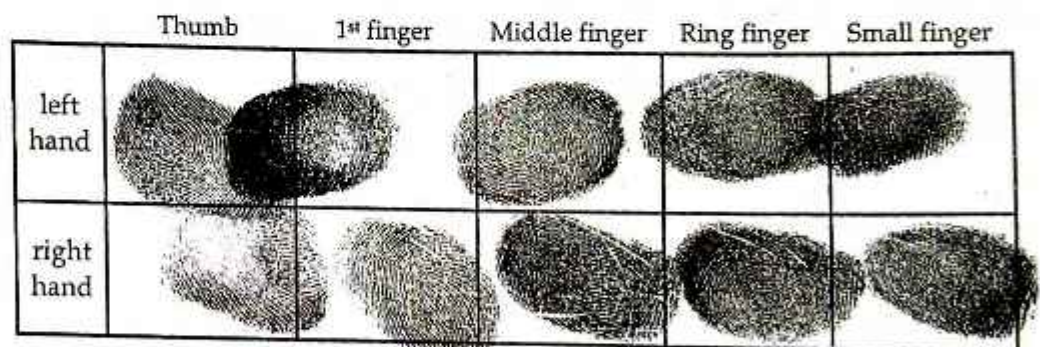 Thumb 1st finger Middle finger Ring finger Small finger
left
hand
right
hand